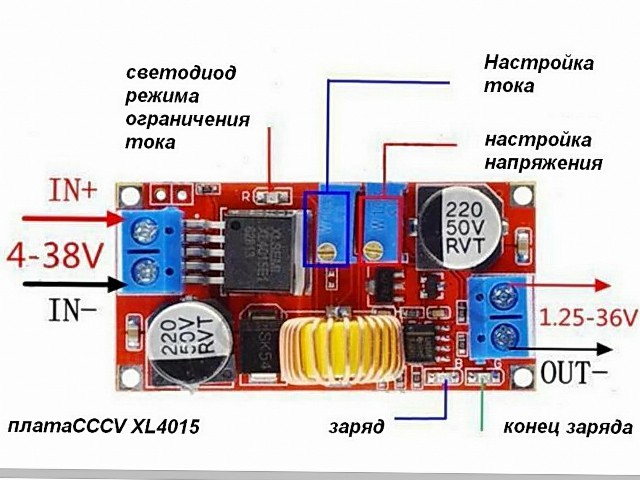 Настройка
тока
светодиод
режима
ограничения
тока
настройка
напряжения
IN+
R
220
50V
RVT
4-38V
1.25-36V
IN-
220
50V
RVT
OUT-
B
G
платаCCCV XL4015
заряд
конец заряда